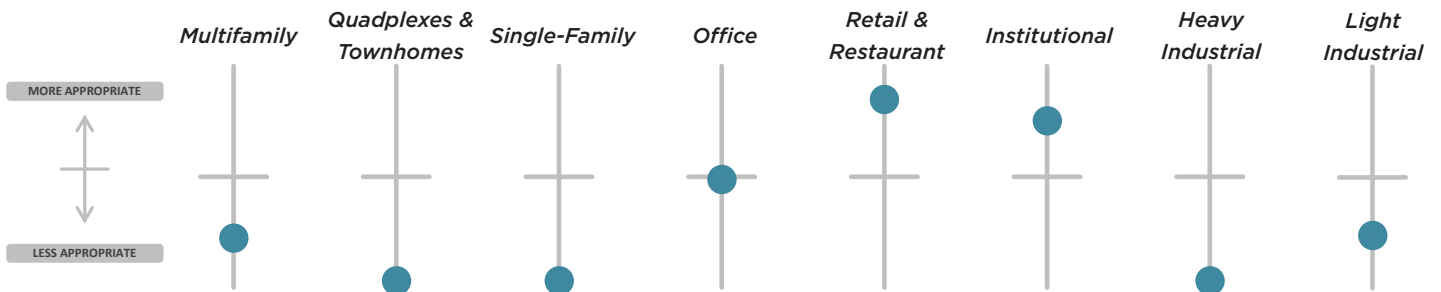 Multifamily
Quadplexes &
Townhomes
Single-Family
Office
Retail &
Restaurant
Institutional
Heavy
Industrial
Light
Industrial
MORE APPROPRIATE
LESS APPROPRIATE